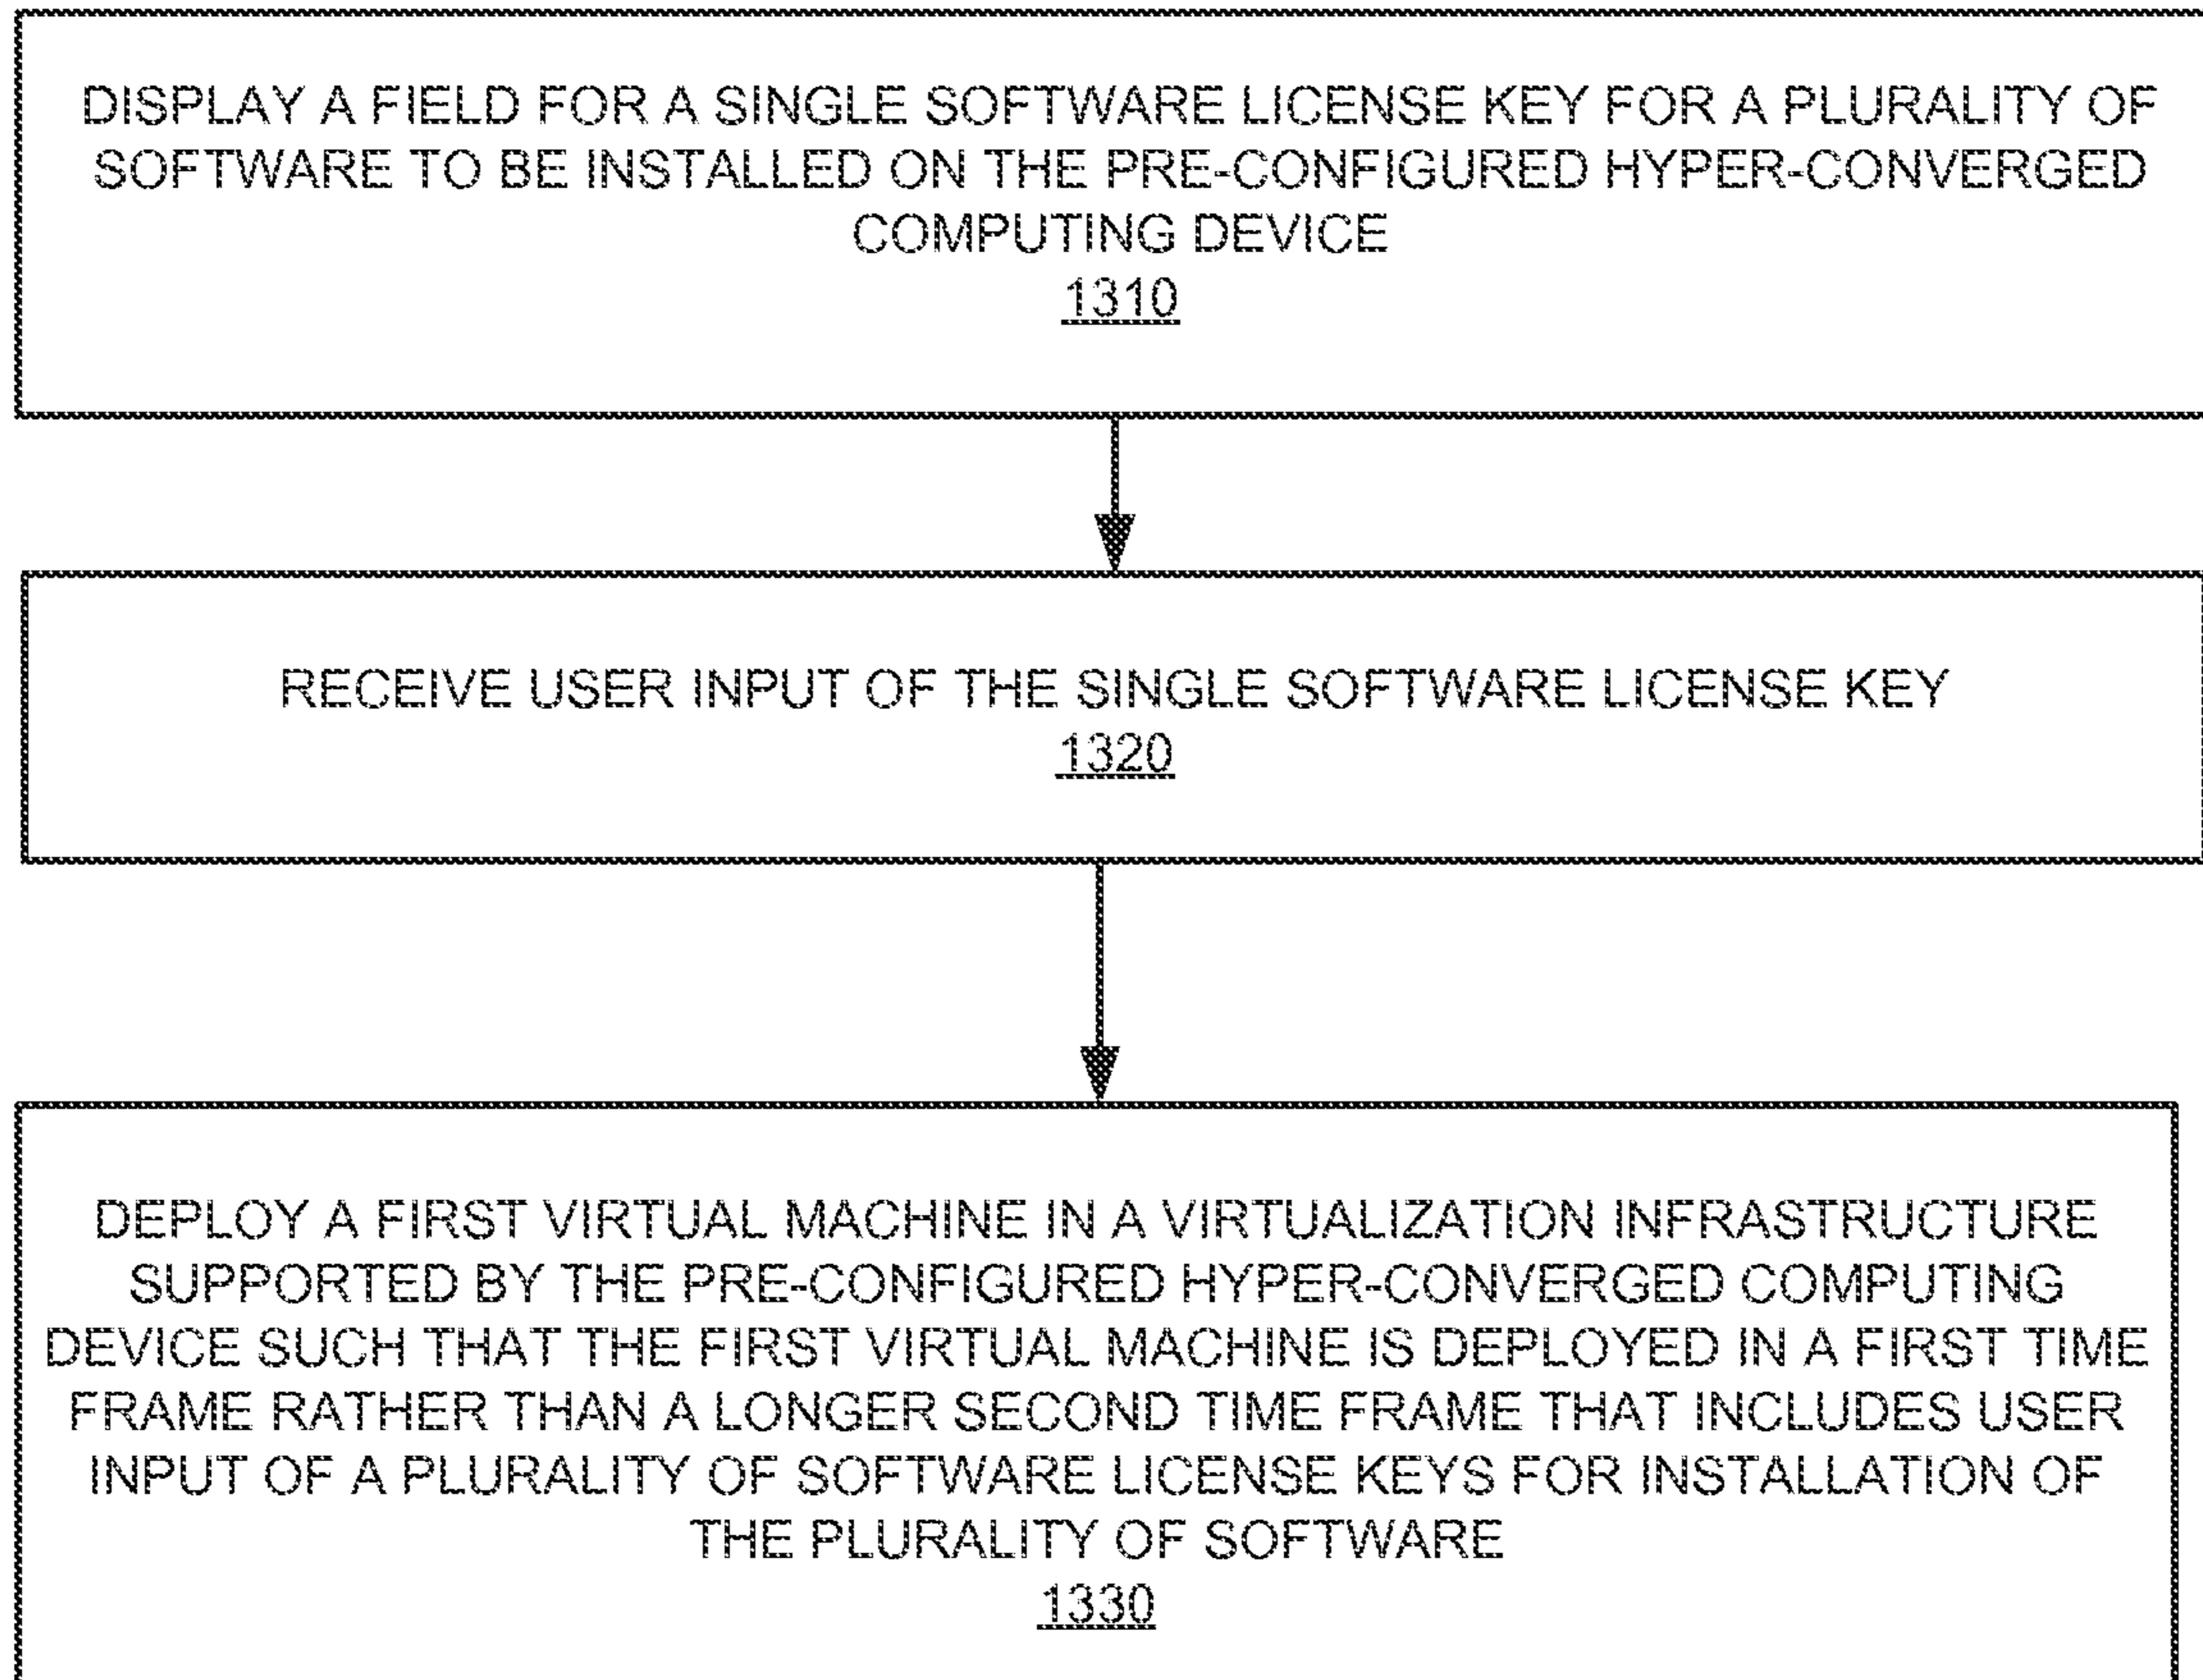 DISPLAY A FIELD FOR A SINGLE SOFTWARE LICENSE KEY FOR A PLURALITY OF
SOFTWARE TO BE INSTALLED ON THE PRE-CONFIGURED HYPER-CONVERGED
COMPUTING DEVICE
1310
RECEIVE USER INPUT OF THE SINGLE SOFTWARE LICENSE KEY
1320
DEPLOY A FIRST VIRTUAL MACHINE IN A VIRTUALIZATION INFRASTRUCTURE
SUPPORTED BY THE PRE-CONFIGURED HYPER-CONVERGED COMPUTING
DEVICE SUCH THAT THE FIRST VIRTUAL MACHINE IS DEPLOYED IN A FIRST TIME
FRAME RATHER THAN A LONGER SECOND TIME FRAME THAT INCLUDES USER
INPUT OF A PLURALITY OF SOFTWARE LICENSE KEYS FOR INSTALLATION OF
THE PLURALITY OF SOFTWARE
1330